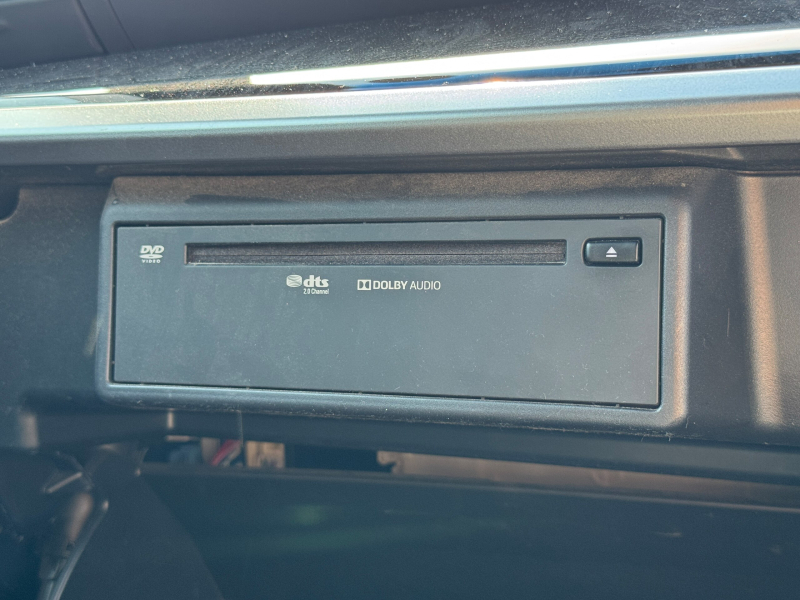 DVD
VIDEO
dts
2.0 Channel
DOLBY AUDIO